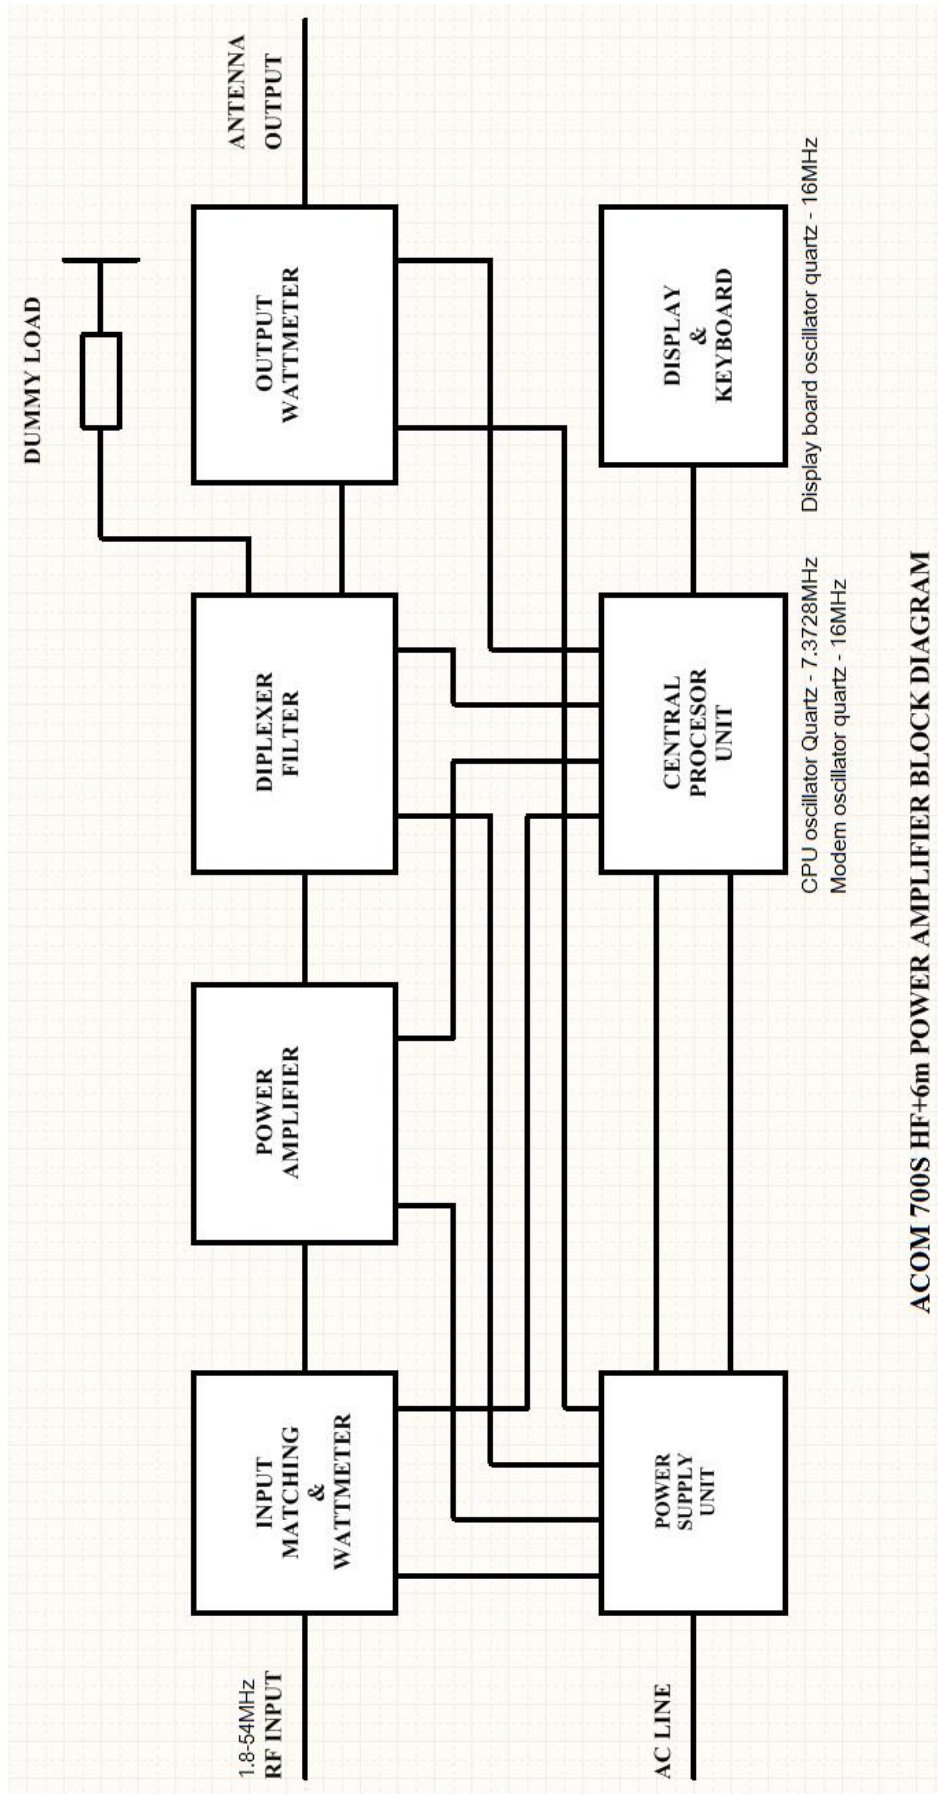 DUMMY LOAD
ANTENNA
OUTPUT
1.8-54MHz
RF INPUT
INPUT
MATCHING
&
WATTMETER
POWER
AMPLIFIER
DIPLEXER
FILTER
OUTPUT
WATTMETER
AC LINE
POWER
SUPPLY
UNIT
CENTRAL
PROCESOR
UNIT
DISPLAY
&
KEYBOARD
CPU oscillator Quartz - 7.3728MHz
Modem oscillator quartz - 16MHz
Display board oscillator quartz - 16MHz
ACOM 700S HF+6m POWER AMPLIFIER BLOCK DIAGRAM